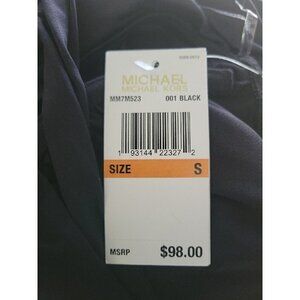 MICHAEL
MICHAEL KORS
MM7M523 001 BLACK
1 93144 22327 2
SIZE S
MSRP $98.00